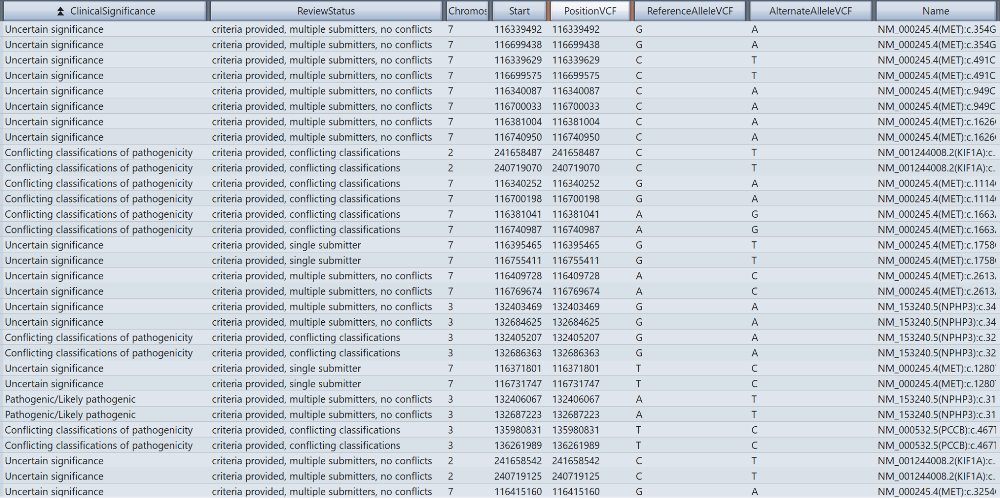 ClinicalSignificance ReviewStatus Chromos Start PositionVCF ReferenceAlleleVCF AlternateAlleleVCF Name
Uncertain significance criteria provided, multiple submitters, no conflicts 7 116339492 116339492 G A NM_000245.4(MET):c.354G
Uncertain significance criteria provided, multiple submitters, no conflicts 7 116699438 116699438 G A NM_000245.4(MET):c.354G
Uncertain significance criteria provided, multiple submitters, no conflicts 7 116339629 116339629 C T NM_000245.4(MET):c.491C
Uncertain significance criteria provided, multiple submitters, no conflicts 7 116699575 116699575 C T NM_000245.4(MET):c.491C
Uncertain significance criteria provided, multiple submitters, no conflicts 7 116340087 116340087 C A NM_000245.4(MET):c.949C
Uncertain significance criteria provided, multiple submitters, no conflicts 7 116700033 116700033 C A NM_000245.4(MET):c.949C
Uncertain significance criteria provided, multiple submitters, no conflicts 7 116381004 116381004 C A NM_000245.4(MET):c.1626
Uncertain significance criteria provided, multiple submitters, no conflicts 7 116740950 116740950 C A NM_000245.4(MET):c.1626
Conflicting classifications of pathogenicity criteria provided, conflicting classifications 2 241658487 241658487 C T NM_001244008.2(KIF1A):c.
Conflicting classifications of pathogenicity criteria provided, conflicting classifications 2 240719070 240719070 C T NM_001244008.2(KIF1A):c.
Conflicting classifications of pathogenicity criteria provided, conflicting classifications 7 116340252 116340252 G A NM_000245.4(MET):c.1114
Conflicting classifications of pathogenicity criteria provided, conflicting classifications 7 116700198 116700198 G A NM_000245.4(MET):c.1114
Conflicting classifications of pathogenicity criteria provided, conflicting classifications 7 116381041 116381041 A G NM_000245.4(MET):c.1663
Conflicting classifications of pathogenicity criteria provided, conflicting classifications 7 116740987 116740987 A G NM_000245.4(MET):c.1663
Uncertain significance criteria provided, single submitter 7 116395465 116395465 G T NM_000245.4(MET):c.1758
Uncertain significance criteria provided, single submitter 7 116755411 116755411 G T NM_000245.4(MET):c.1758
Uncertain significance criteria provided, multiple submitters, no conflicts 7 116409728 116409728 A C NM_000245.4(MET):c.2613
Uncertain significance criteria provided, multiple submitters, no conflicts 7 116769674 116769674 A C NM_000245.4(MET):c.2613
Uncertain significance criteria provided, multiple submitters, no conflicts 3 132403469 132403469 G A NM_153240.5(NPHP3):c.34
Uncertain significance criteria provided, multiple submitters, no conflicts 3 132684625 132684625 G A NM_153240.5(NPHP3):c.34
Conflicting classifications of pathogenicity criteria provided, conflicting classifications 3 132405207 132405207 G A NM_153240.5(NPHP3):c.32
Conflicting classifications of pathogenicity criteria provided, conflicting classifications 3 132686363 132686363 G A NM_153240.5(NPHP3):c.32
Uncertain significance criteria provided, single submitter 7 116371801 116371801 T C NM_000245.4(MET):c.1280
Uncertain significance criteria provided, single submitter 7 116731747 116731747 T C NM_000245.4(MET):c.1280
Pathogenic/Likely pathogenic criteria provided, multiple submitters, no conflicts 3 132406067 132406067 A T NM_153240.5(NPHP3):c.31
Pathogenic/Likely pathogenic criteria provided, multiple submitters, no conflicts 3 132687223 132687223 A T NM_153240.5(NPHP3):c.31
Conflicting classifications of pathogenicity criteria provided, conflicting classifications 3 135980831 135980831 T C NM_000532.5(PCCB):c.467T
Conflicting classifications of pathogenicity criteria provided, conflicting classifications 3 136261989 136261989 T C NM_000532.5(PCCB):c.467T
Uncertain significance criteria provided, multiple submitters, no conflicts 2 241658542 241658542 C T NM_001244008.2(KIF1A):c.
Uncertain significance criteria provided, multiple submitters, no conflicts 2 240719125 240719125 C T NM_001244008.2(KIF1A):c.
Uncertain significance criteria provided, multiple submitters, no conflicts 7 116415160 116415160 G A NM_000245.4(MET):c.3254